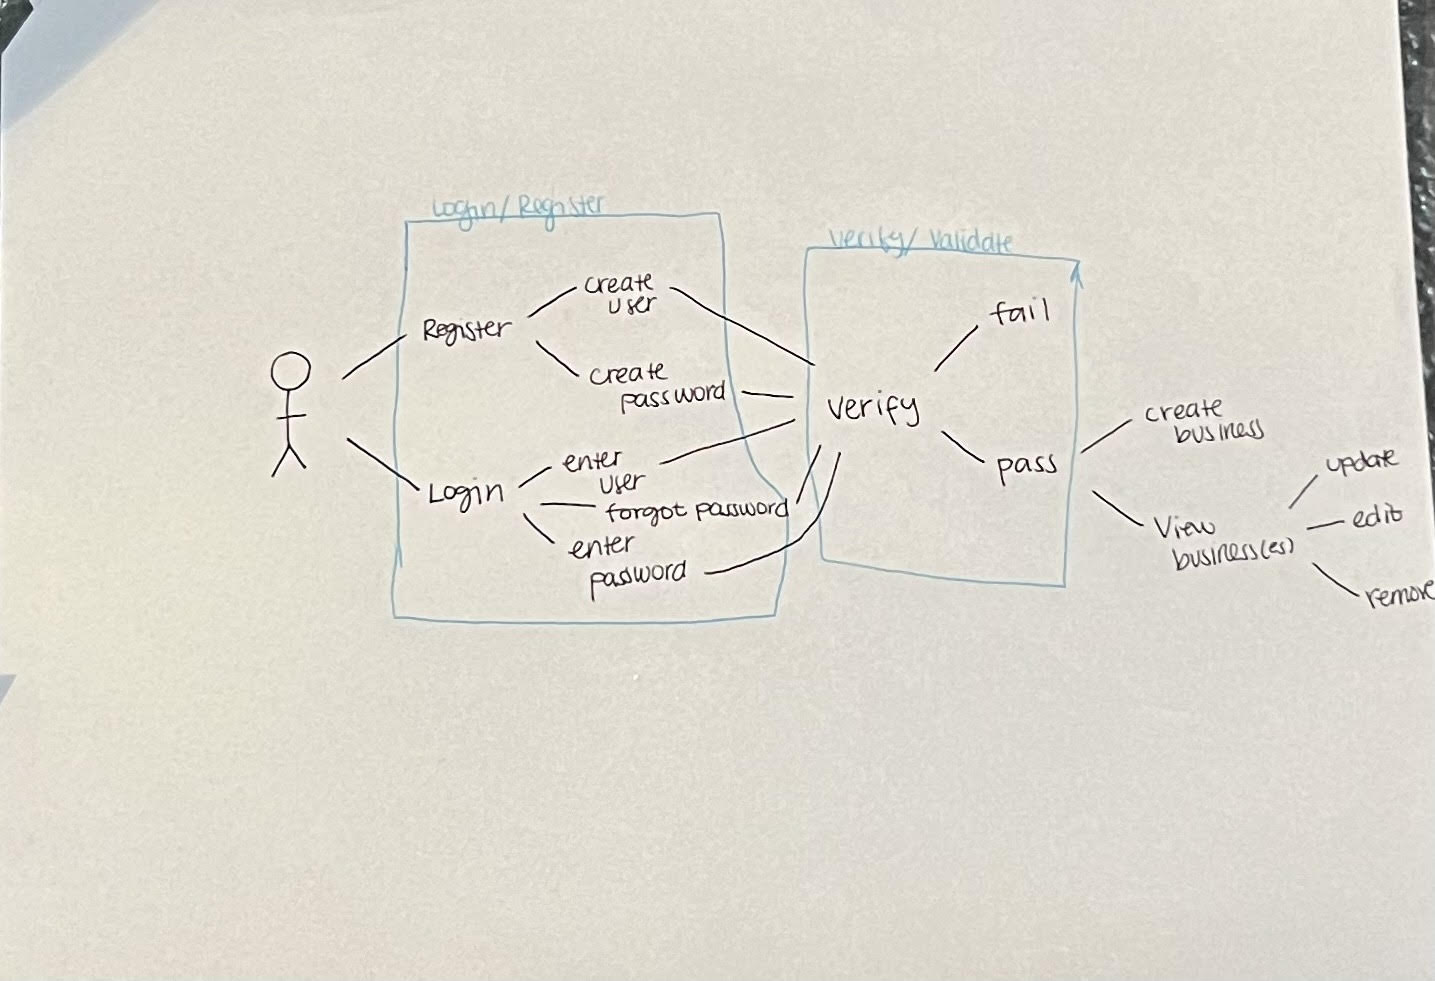 Login/Register
Verify/Validate
create
user
Register
create
password
enter
user
Login
forgot password
enter
password
verify
fail
pass
create
business
View
business(es)
update
edit
remove